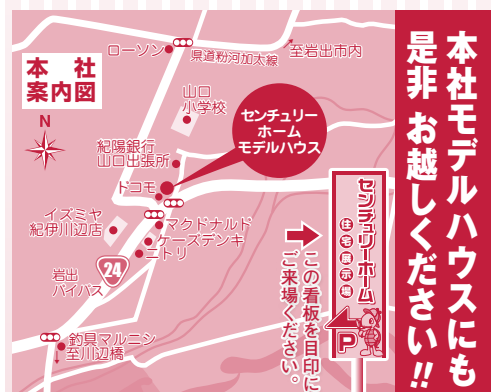 本社モデルハウスにも
是非 お越しください!!
本 社
案内図
N
ローソン
県道粉河加太線
至岩出市内
山口
小学校
センチュリー
ホーム
モデルハウス
紀陽銀行
山口出張所
ドコモ
イズミヤ
紀伊川辺店
マクドナルド
ケーズデンキ
ニトリ
24
岩出
バイパス
釣具マルニシ
至川辺橋
センチュリーホーム
住宅展示場
P
この看板を目印に
ご来場ください。